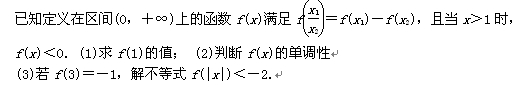 已知定义在区间(0，+∞)上的函数 f(x)满足 f(x₁/x₂)=f(x₁)-f(x₂)，且当 x>1 时，
f(x)<0. (1)求 f(1)的值； (2)判断 f(x)的单调性
(3)若 f(3)=-1，解不等式 f(|x|)<-2.